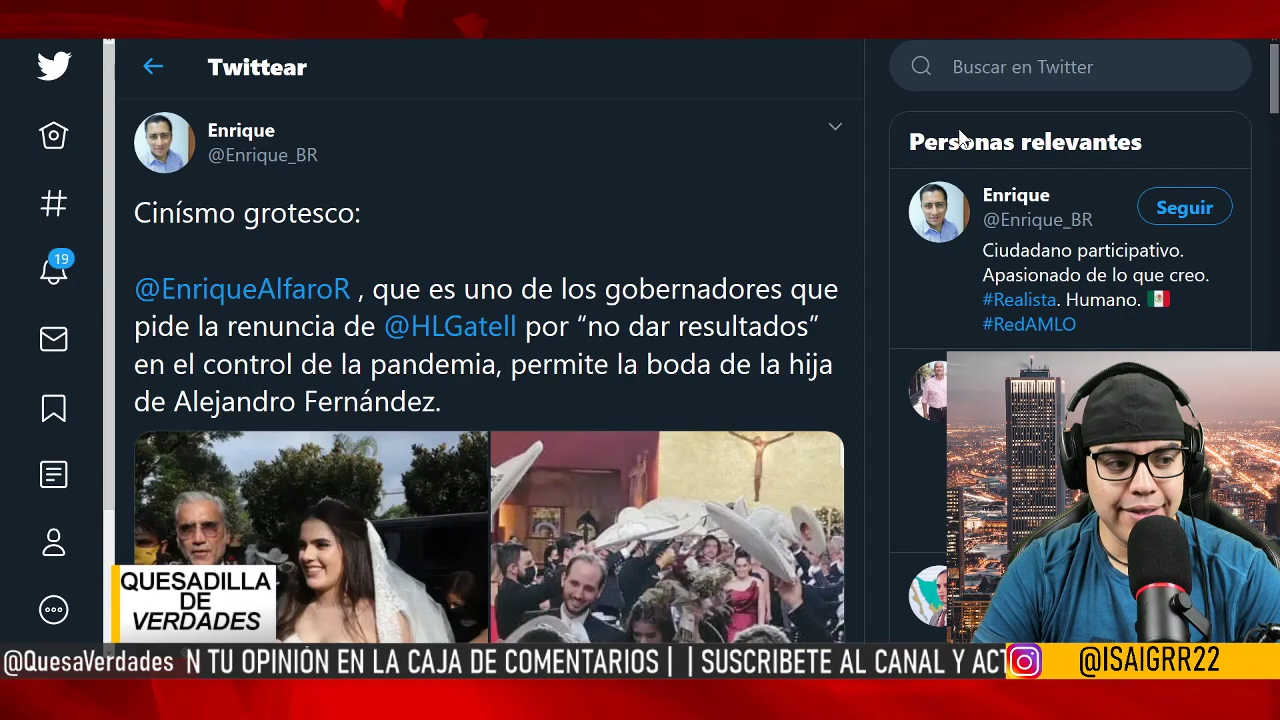 Twittear
Buscar en Twitter
Enrique
@Enrique_BR
Cinísmo grotesco:
@EnriqueAlfaroR , que es uno de los gobernadores que
pide la renuncia de @HLGatell por “no dar resultados”
en el control de la pandemia, permite la boda de la hija
de Alejandro Fernández.
Personas relevantes
Enrique
@Enrique_BR
Seguir
Ciudadano participativo.
Apasionado de lo que creo.
#Realista. Humano.
#RedAMLO
19
QUESADILLA
DE
VERDADES
@QuesaVerdades N TU OPINIÓN EN LA CAJA DE COMENTARIOS | | SUSCRIBETE AL CANAL Y ACT
@ISAIGRR22